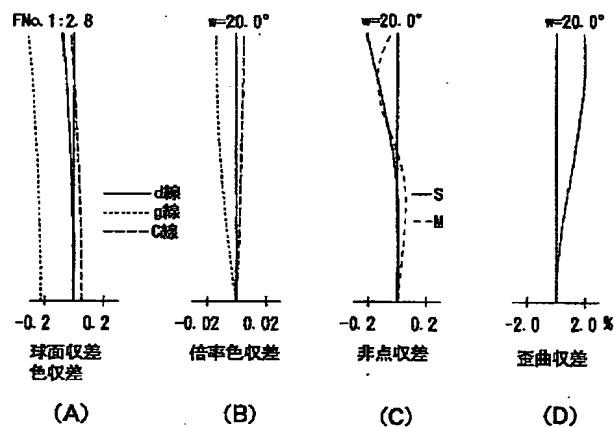 FNo. 1:2.8
w=20.0°
w=20.0°
w=20.0°
d線
g線
C線
S
M
-0.2 0.2
-0.02 0.02
-0.2 0.2
-2.0 2.0 %
球面収差
色収差
倍率色収差
非点収差
歪曲収差
(A)
(B)
(C)
(D)